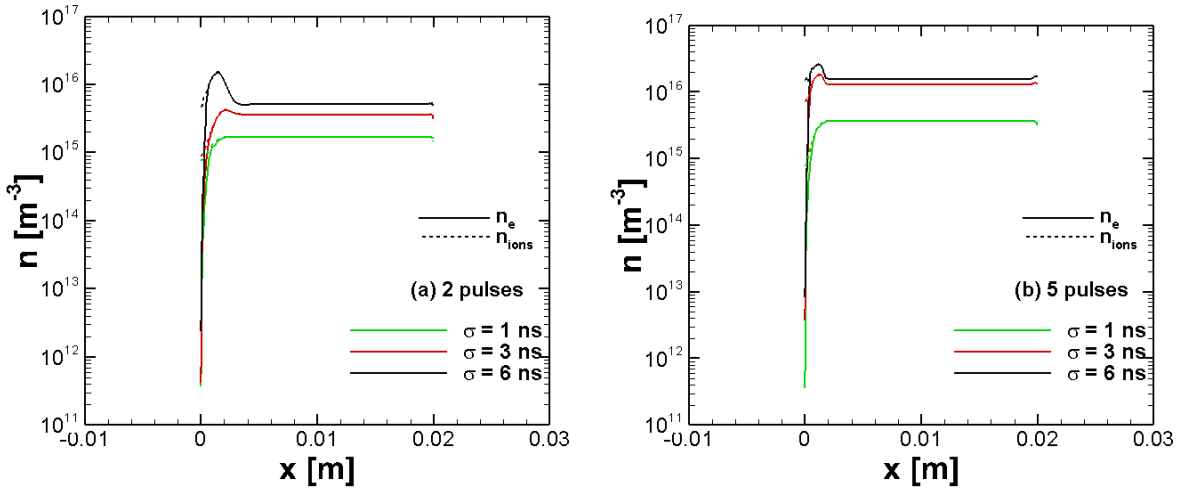 10^17
10^16
10^15
10^14
10^13
10^12
10^11
n [m^-3]
n_e
n_ions
(a) 2 pulses
σ = 1 ns
σ = 3 ns
σ = 6 ns
-0.01 0 0.01 0.02 0.03
x [m]
10^17
10^16
10^15
10^14
10^13
10^12
10^11
n [m^-3]
n_e
n_ions
(b) 5 pulses
σ = 1 ns
σ = 3 ns
σ = 6 ns
-0.01 0 0.01 0.02 0.03
x [m]